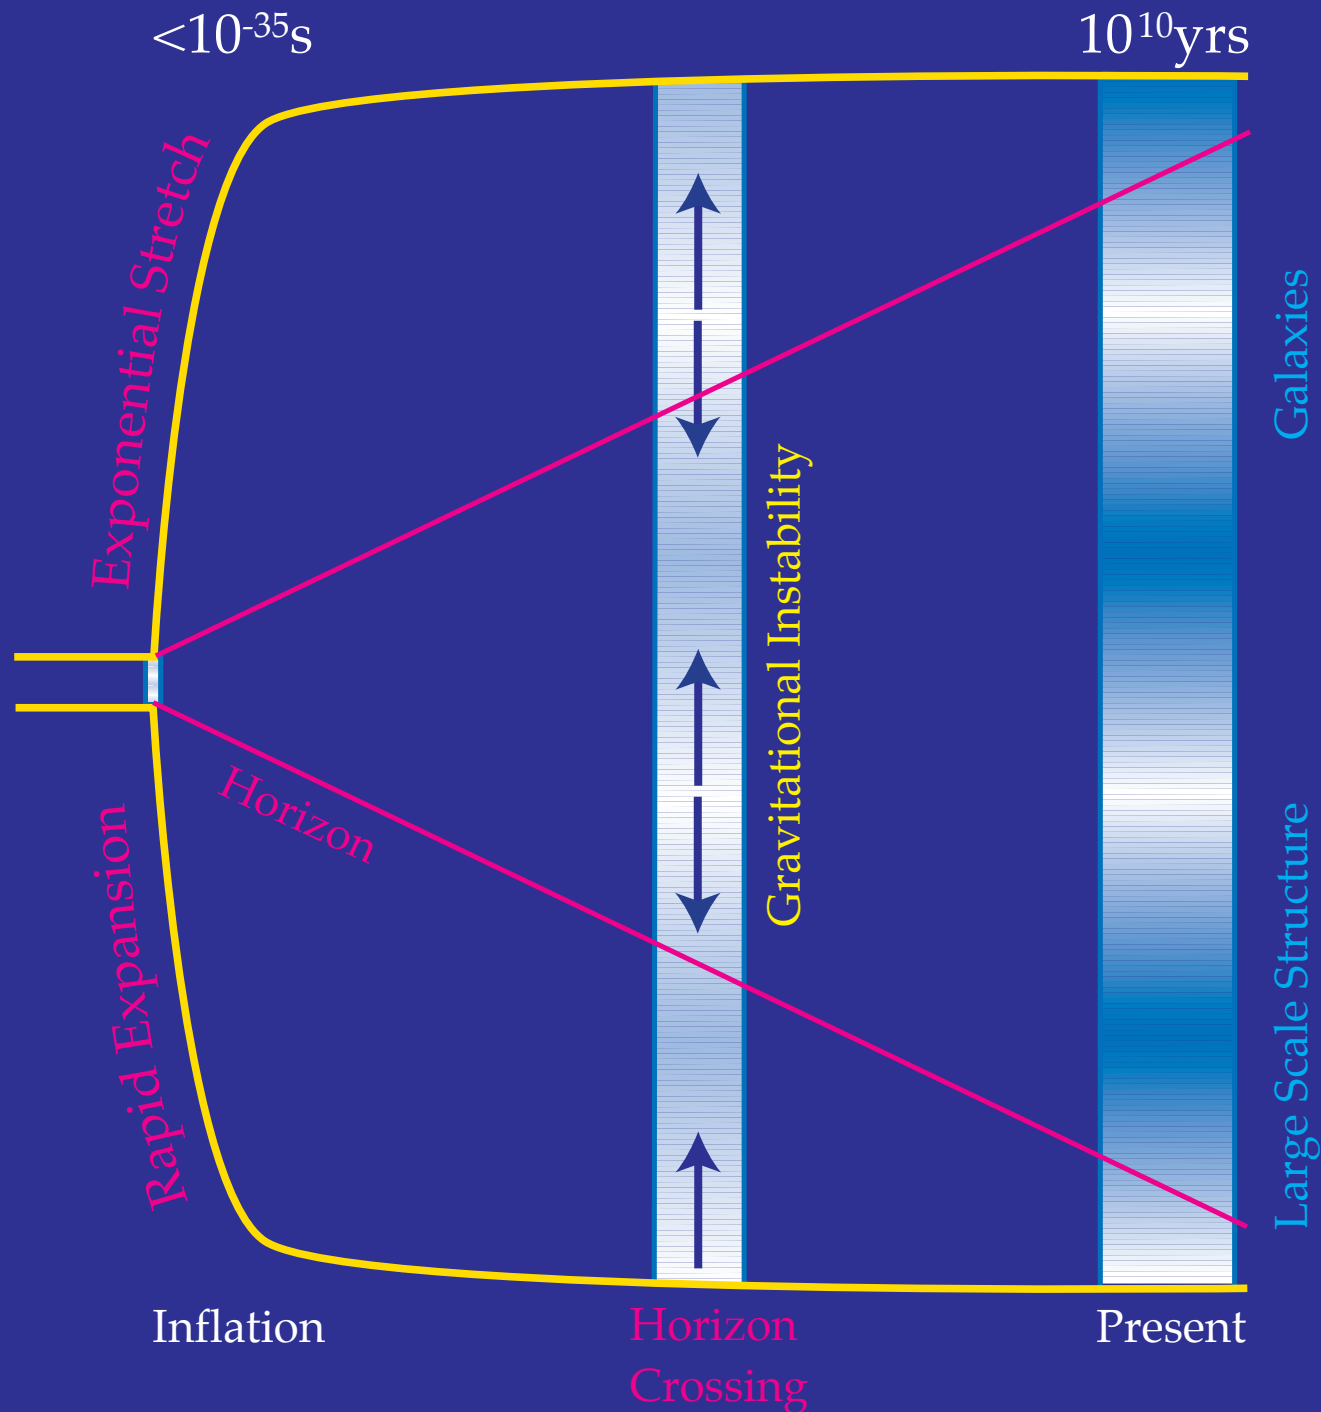 <10⁻³⁵s
10¹⁰yrs
Exponential Stretch
Galaxies
Gravitational Instability
Horizon
Rapid Expansion
Large Scale Structure
Inflation
Horizon
Crossing
Present